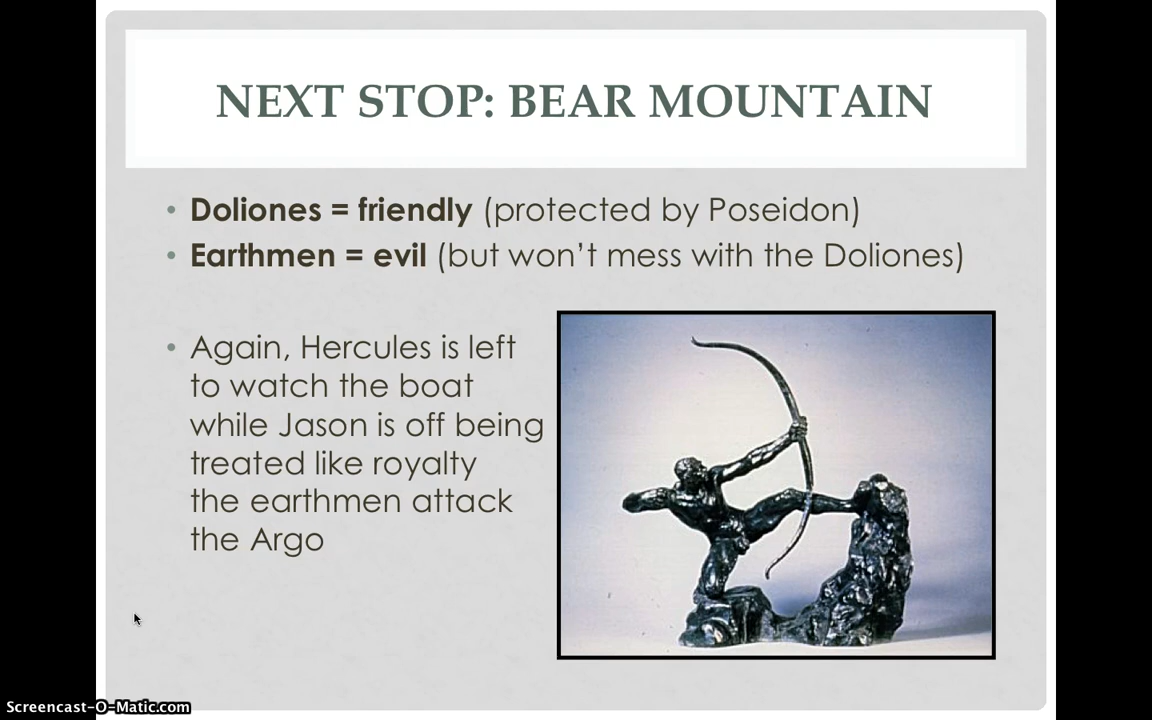 NEXT STOP: BEAR MOUNTAIN
• Doliones = friendly (protected by Poseidon)
• Earthmen = evil (but won't mess with the Doliones)
• Again, Hercules is left
to watch the boat
while Jason is off being
treated like royalty
the earthmen attack
the Argo
Screencast-O-Matic.com